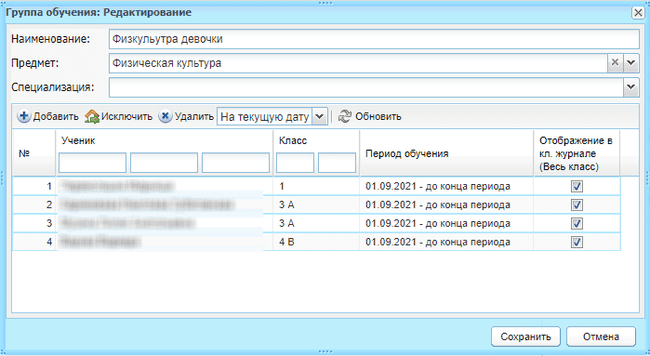 Группа обучения: Редактирование
Наименование: Физкульутра девочки
Предмет: Физическая культура
Специализация:
Добавить Исключить Удалить На текущую дату Обновить
№ Ученик Класс Период обучения Отображение в
кл. журнале
(Весь класс)
1 1 01.09.2021 - до конца периода
2 3 А 01.09.2021 - до конца периода
3 3 А 01.09.2021 - до конца периода
4 4 В 01.09.2021 - до конца периода
Сохранить Отмена